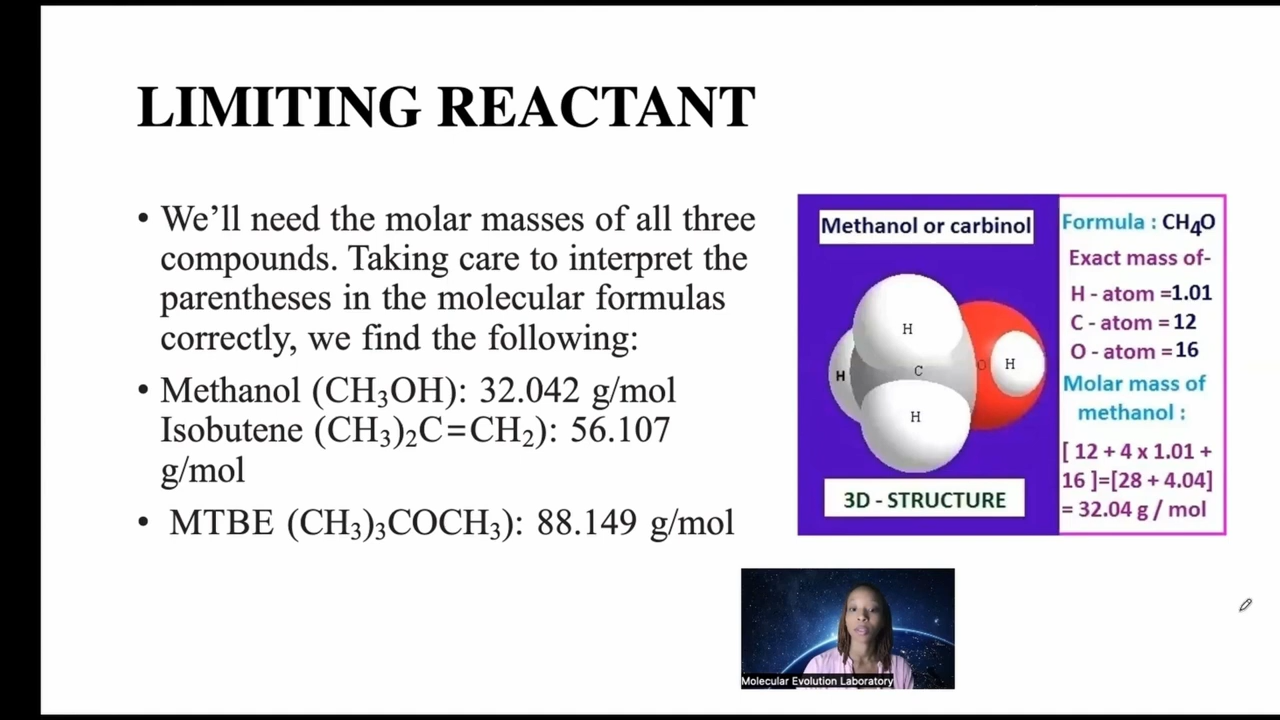 LIMITING REACTANT
• We’ll need the molar masses of all three
compounds. Taking care to interpret the
parentheses in the molecular formulas
correctly, we find the following:
• Methanol (CH₃OH): 32.042 g/mol
Isobutene (CH₃)₂C=CH₂): 56.107
g/mol
• MTBE (CH₃)₃COCH₃): 88.149 g/mol
Methanol or carbinol
H
H
C
O
H
H
3D - STRUCTURE
Formula : CH₄O
Exact mass of-
H - atom =1.01
C - atom = 12
O - atom = 16
Molar mass of
methanol :
[ 12 + 4 x 1.01 +
16 ]=[28 + 4.04]
= 32.04 g / mol
Molecular Evolution Laboratory